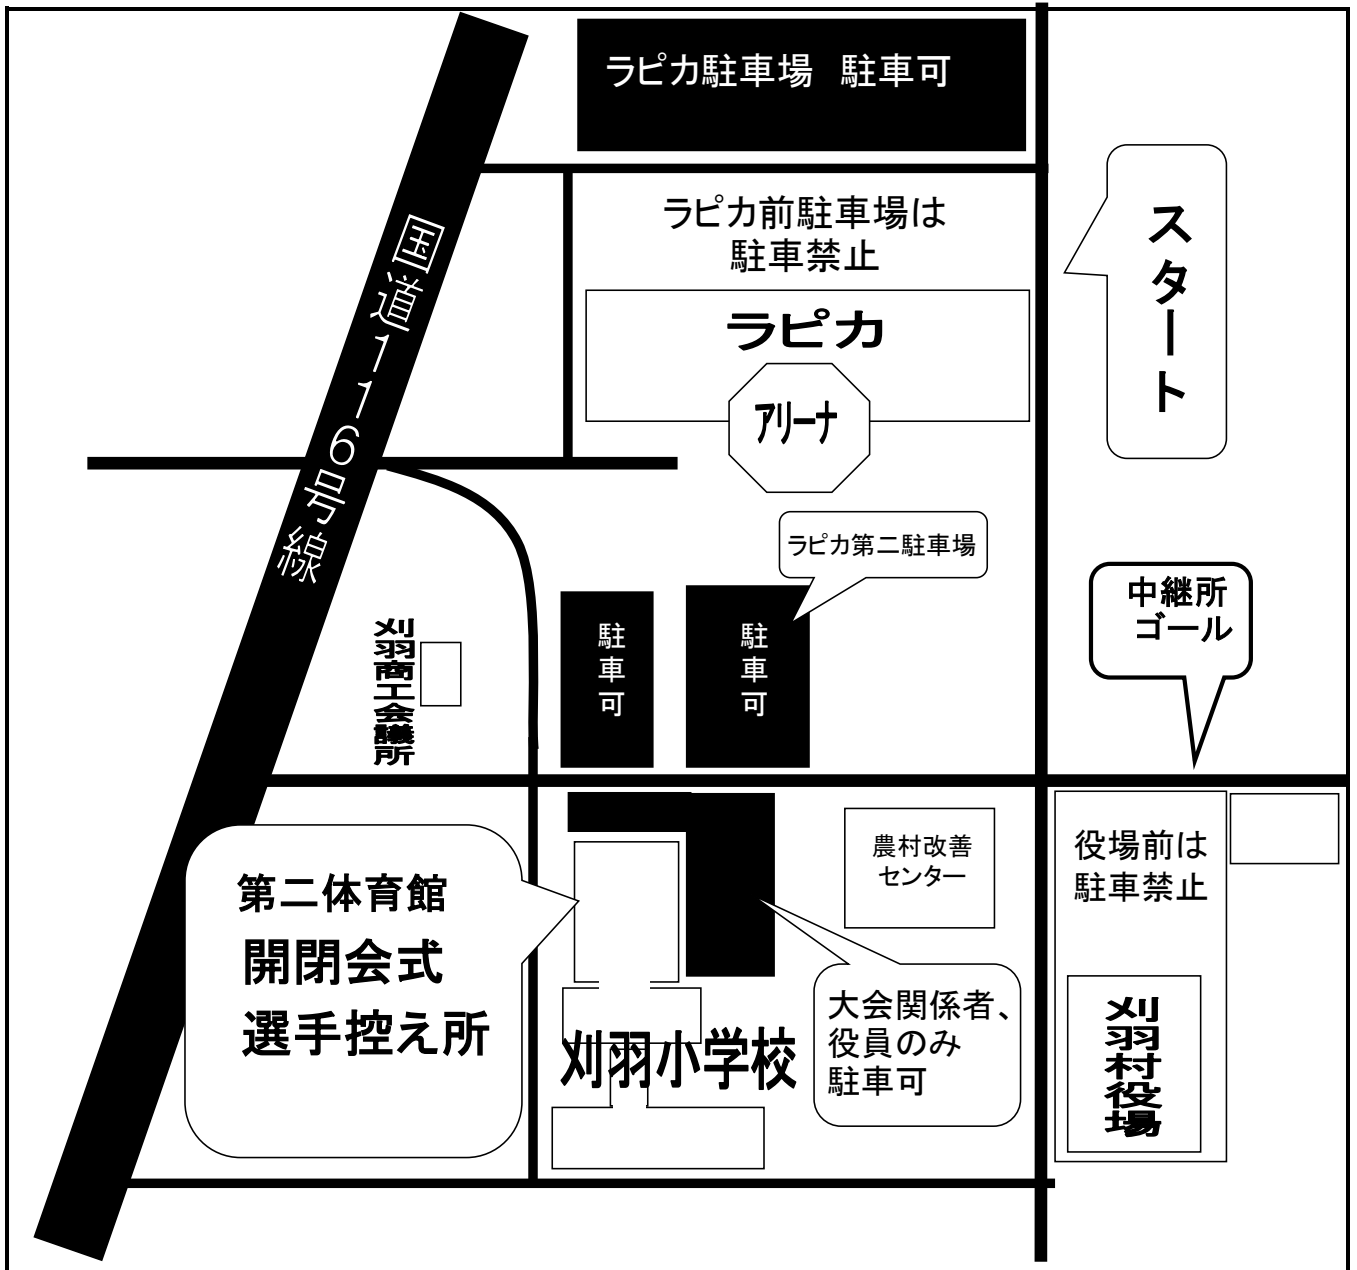 ラピカ駐車場　駐車可
ラピカ前駐車場は
駐車禁止
スタート
国道116号線
ラピカ
アリーナ
ラピカ第二駐車場
中継所
ゴール
刈羽商工会議所
駐車可
駐車可
農村改善
センター
役場前は
駐車禁止
第二体育館
開閉会式
選手控え所
大会関係者、
役員のみ
駐車可
刈羽小学校
刈羽村役場